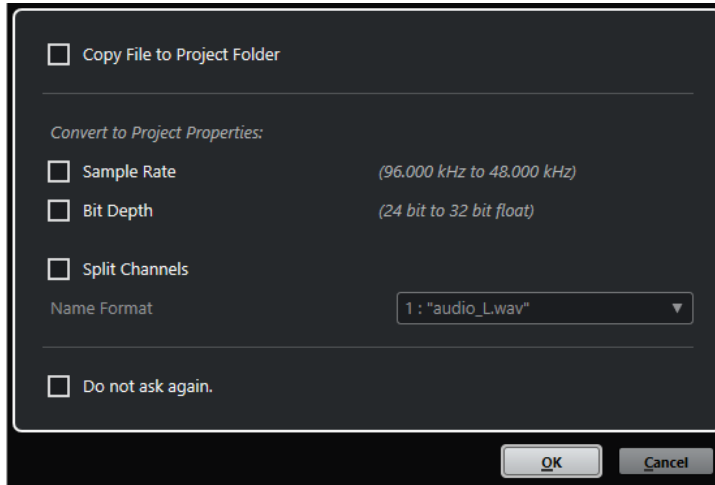 Copy File to Project Folder
Convert to Project Properties:
Sample Rate (96.000 kHz to 48.000 kHz)
Bit Depth (24 bit to 32 bit float)
Split Channels
Name Format 1 : "audio_L.wav"
Do not ask again.
OK Cancel